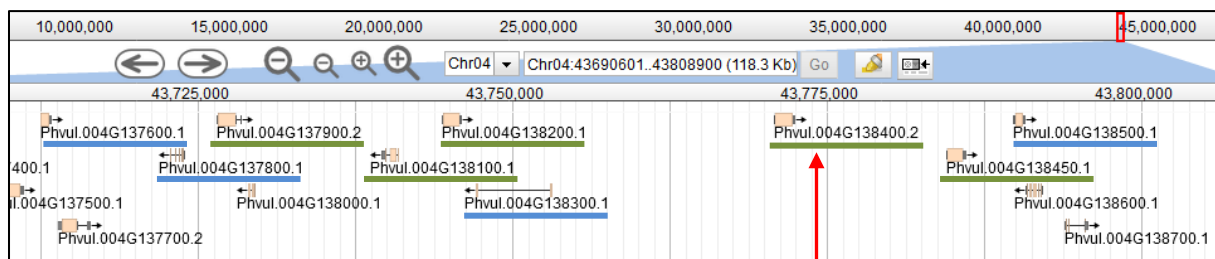 10,000,000 15,000,000 20,000,000 25,000,000 30,000,000 35,000,000 40,000,000 45,000,000
Chr04 Chr04:43690601..43808900 (118.3 Kb) Go
43,725,000 43,750,000 43,775,000 43,800,000
Phvul.004G137600.1 Phvul.004G137900.2 Phvul.004G138200.1 Phvul.004G138400.2 Phvul.004G138500.1
7400.1 Phvul.004G137800.1 Phvul.004G138100.1 Phvul.004G138450.1
l.004G137500.1 Phvul.004G138000.1 Phvul.004G138300.1 Phvul.004G138600.1
Phvul.004G137700.2 Phvul.004G138700.1